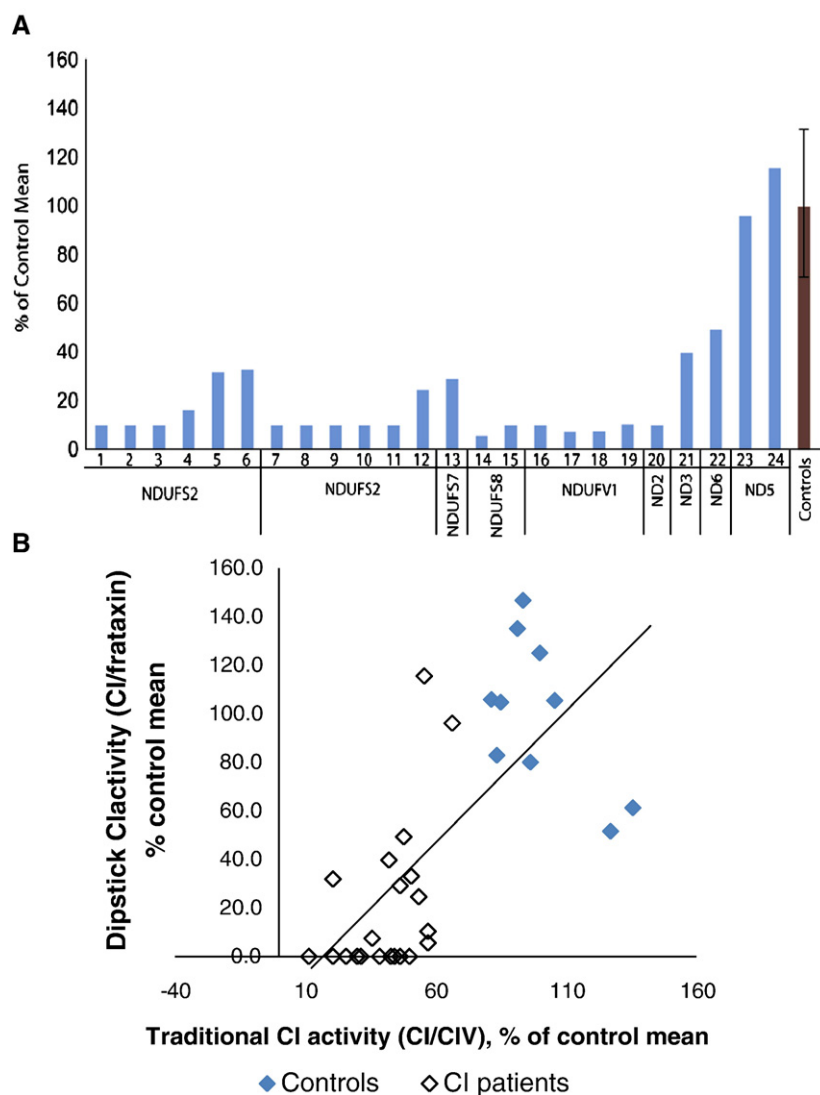 A
160
140
120
100
80
60
40
20
0
% of Control Mean
1 2 3 4 5 6 7 8 9 10 11 12 13 14 15 16 17 18 19 20 21 22 23 24
NDUFS2 NDUFS2 NDUFS7 NDUFS8 NDUFV1 ND2 ND3 ND6 ND5 Controls
B
160.0
140.0
120.0
100.0
80.0
60.0
40.0
20.0
0.0
Dipstick CIactivity (CI/frataxin)
% control mean
-40 10 60 110 160
Traditional CI activity (CI/CIV), % of control mean
Controls CI patients